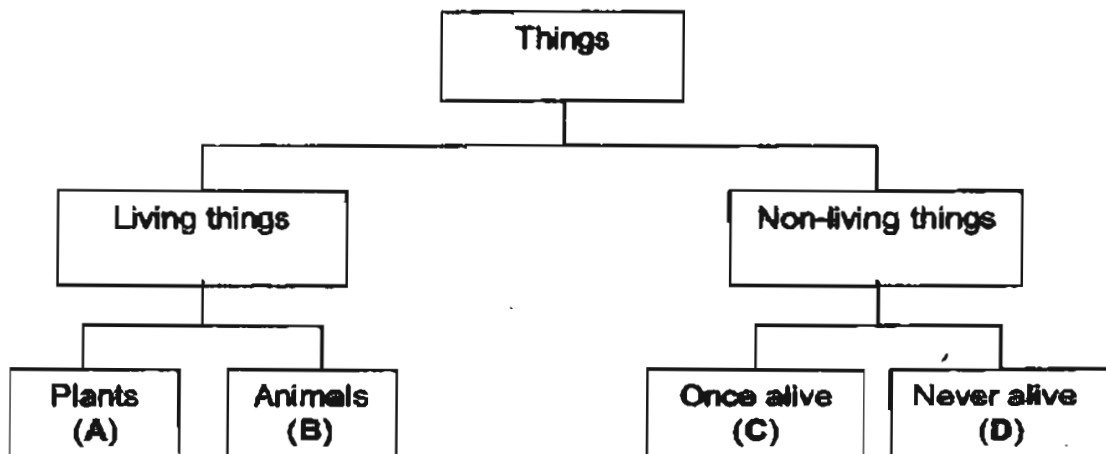 Things
Living things
Non-living things
Plants
(A)
Animals
(B)
Once alive
(C)
Never alive
(D)